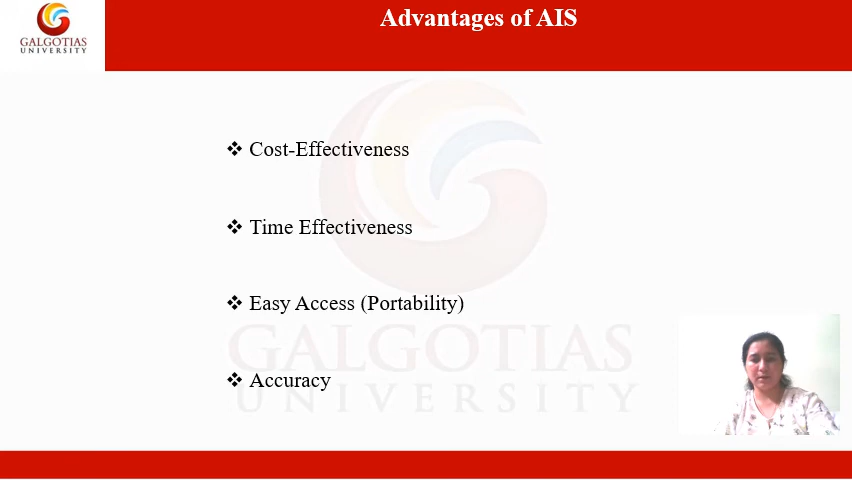 Advantages of AIS
GALGOTIAS
UNIVERSITY
❖ Cost-Effectiveness
❖ Time Effectiveness
❖ Easy Access (Portability)
❖ Accuracy
GALGOTIAS
UNIVERSITY